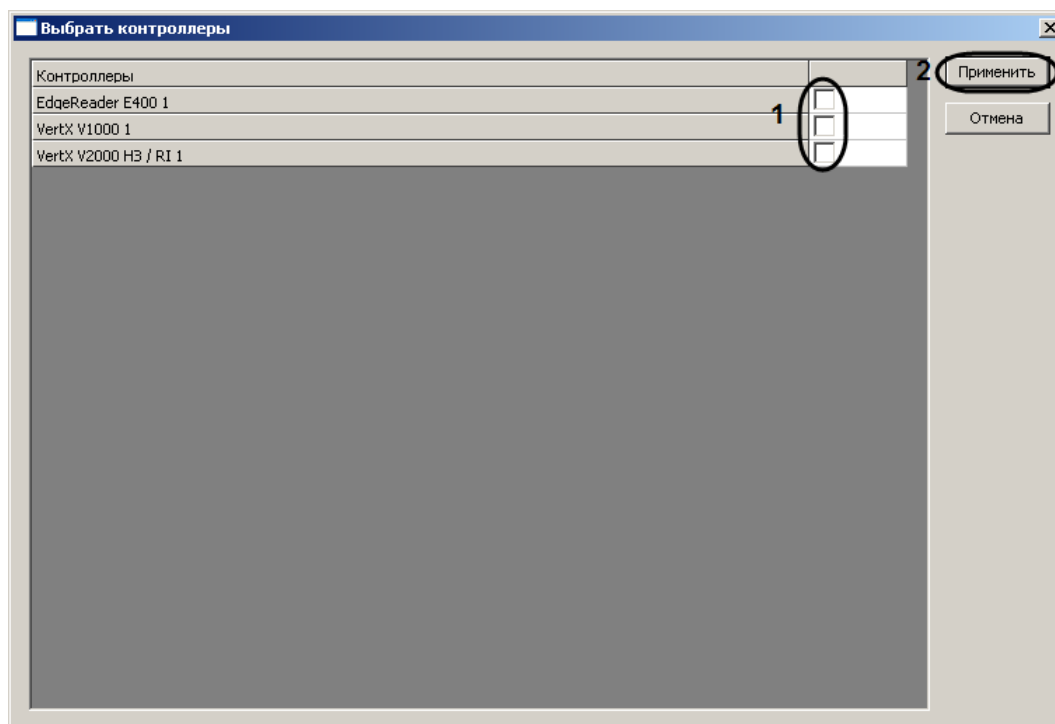 Выбрать контроллеры
Контроллеры
EdgeReader E400 1
VertX V1000 1
VertX V2000 H3 / RI 1
1
2
Применить
Отмена